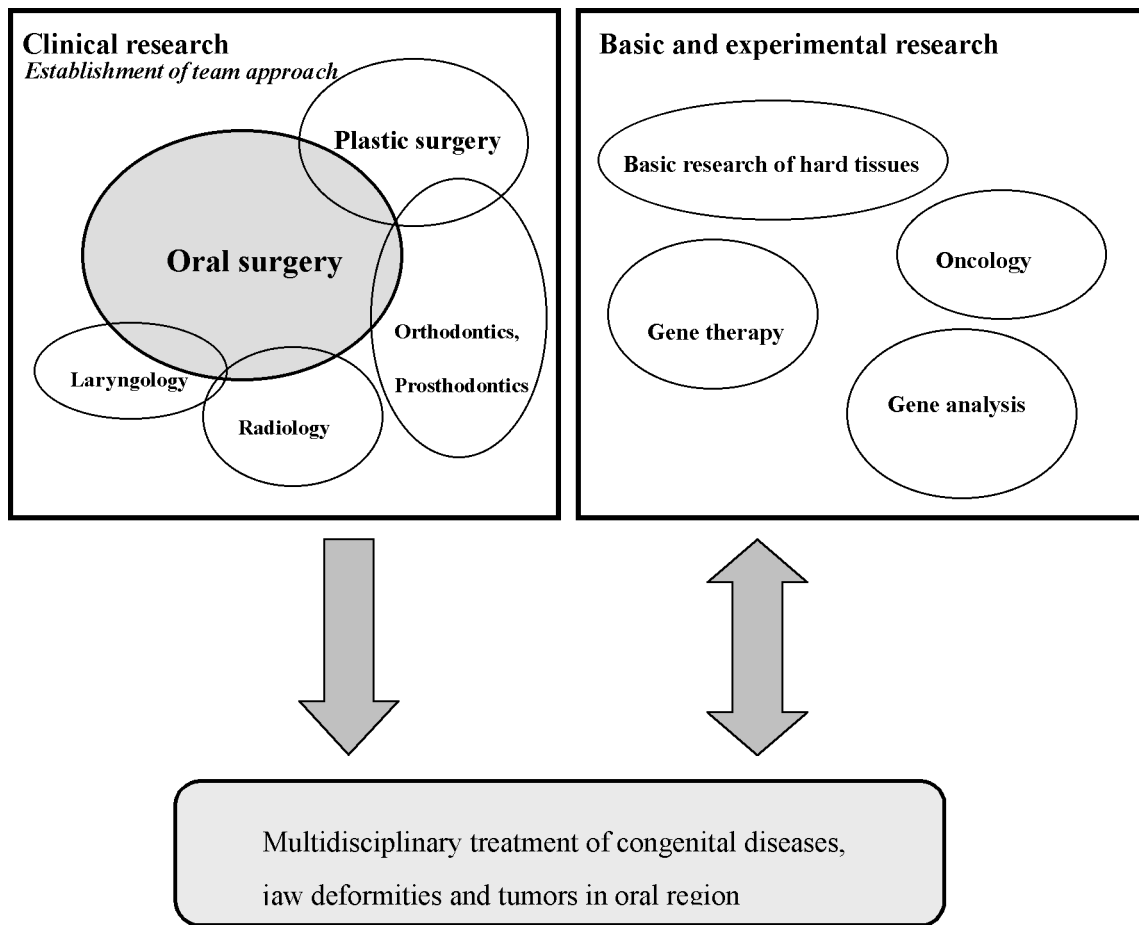 Clinical research
Establishment of team approach
Plastic surgery
Oral surgery
Orthodontics,
Prosthodontics
Laryngology
Radiology
Basic and experimental research
Basic research of hard tissues
Oncology
Gene therapy
Gene analysis
Multidisciplinary treatment of congenital diseases,
jaw deformities and tumors in oral region